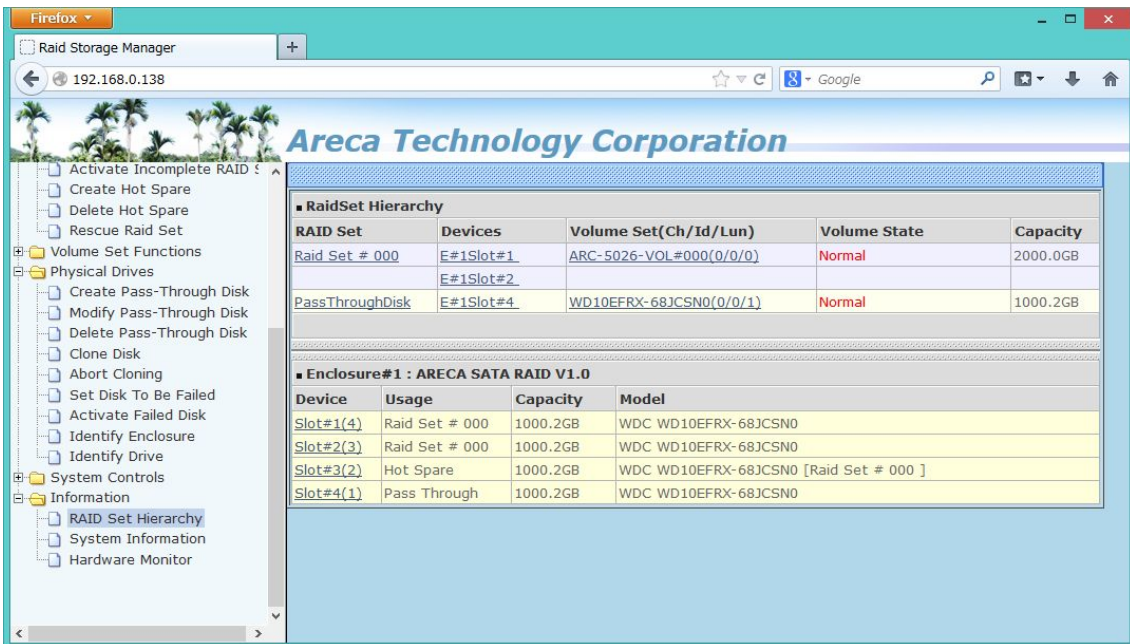 Firefox
Raid Storage Manager
192.168.0.138
Google
Areca Technology Corporation
Activate Incomplete RAID S
Create Hot Spare
Delete Hot Spare
Rescue Raid Set
Volume Set Functions
Physical Drives
Create Pass-Through Disk
Modify Pass-Through Disk
Delete Pass-Through Disk
Clone Disk
Abort Cloning
Set Disk To Be Failed
Activate Failed Disk
Identify Enclosure
Identify Drive
System Controls
Information
RAID Set Hierarchy
System Information
Hardware Monitor
RaidSet Hierarchy
RAID Set Devices Volume Set(Ch/Id/Lun) Volume State Capacity
Raid Set # 000 E#1Slot#1 ARC-5026-VOL#000(0/0/0) Normal 2000.0GB
E#1Slot#2
PassThroughDisk E#1Slot#4 WD10EFRX-68JCSN0(0/0/1) Normal 1000.2GB
Enclosure#1 : ARECA SATA RAID V1.0
Device Usage Capacity Model
Slot#1(4) Raid Set # 000 1000.2GB WDC WD10EFRX-68JCSN0
Slot#2(3) Raid Set # 000 1000.2GB WDC WD10EFRX-68JCSN0
Slot#3(2) Hot Spare 1000.2GB WDC WD10EFRX-68JCSN0 [Raid Set # 000 ]
Slot#4(1) Pass Through 1000.2GB WDC WD10EFRX-68JCSN0